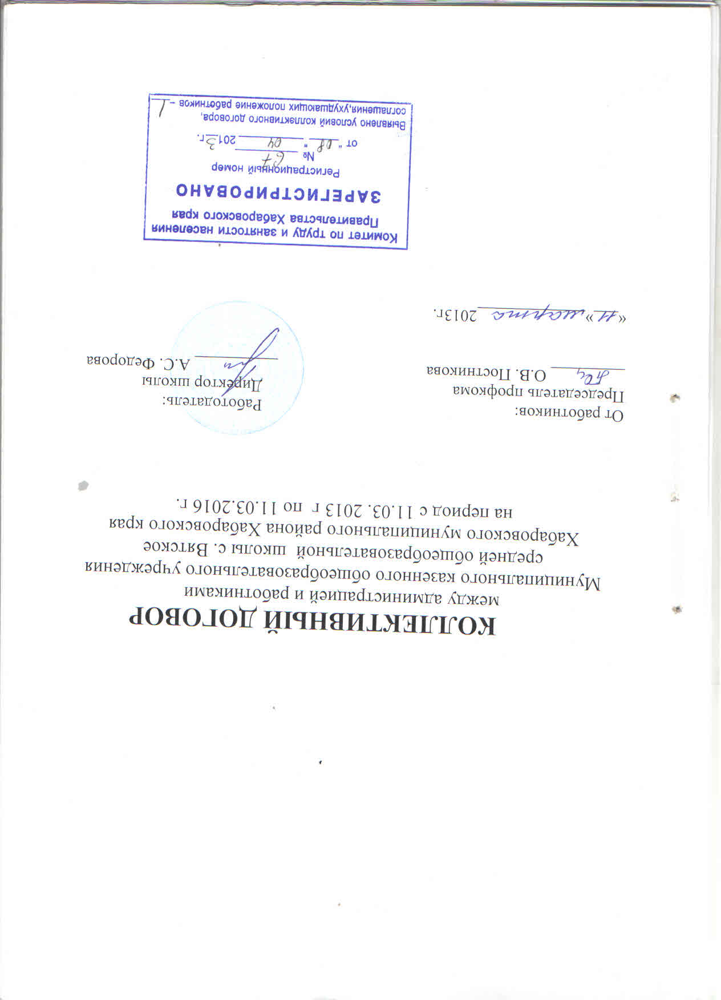 КОЛЛЕКТИВНЫЙ ДОГОВОР
между администрацией и работниками
Муниципального казенного общеобразовательного учреждения
средней общеобразовательной школы с. Вятское
Хабаровского муниципального района Хабаровского края
на период с 11.03. 2013 г по 11.03.2016 г.
От работников:
Председатель профкома
О.В. Постникова
«11» марта 2013г.
Работодатель:
Директор школы
А.С. Федорова
Комитет по труду и занятости населения
Правительства Хабаровского края
ЗАРЕГИСТРИРОВАНО
Регистрационный номер
№ 67
от "08" 04 2013г.
Выявлено условий коллективного договора,
соглашения,ухудшающих положение работников – 1